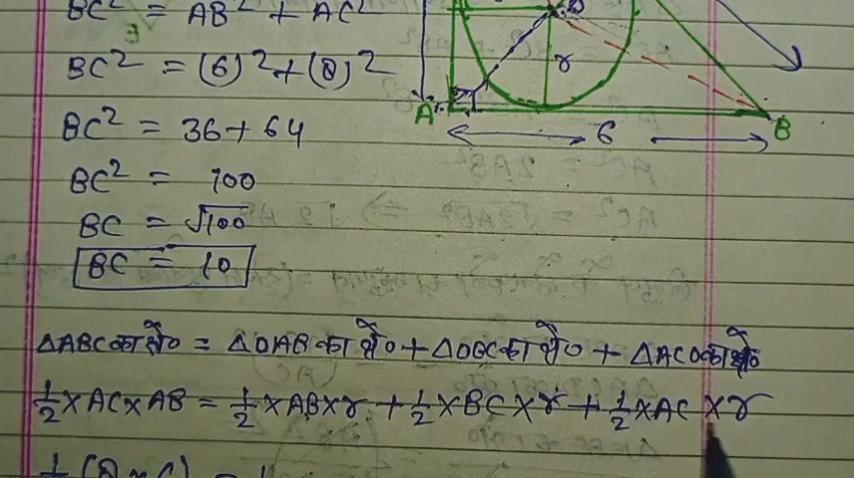 BC² = AB² + AC²
BC² = (6)² + (8)²
BC² = 36 + 64
BC² = 100
BC = √100
BC = 10
r
A
6
B
ΔABC का क्षे० = ΔOAB का क्षे० + ΔOBC का क्षे० + ΔACO का क्षे०
½ × AC × AB = ½ × AB × r + ½ × BC × r + ½ × AC × r